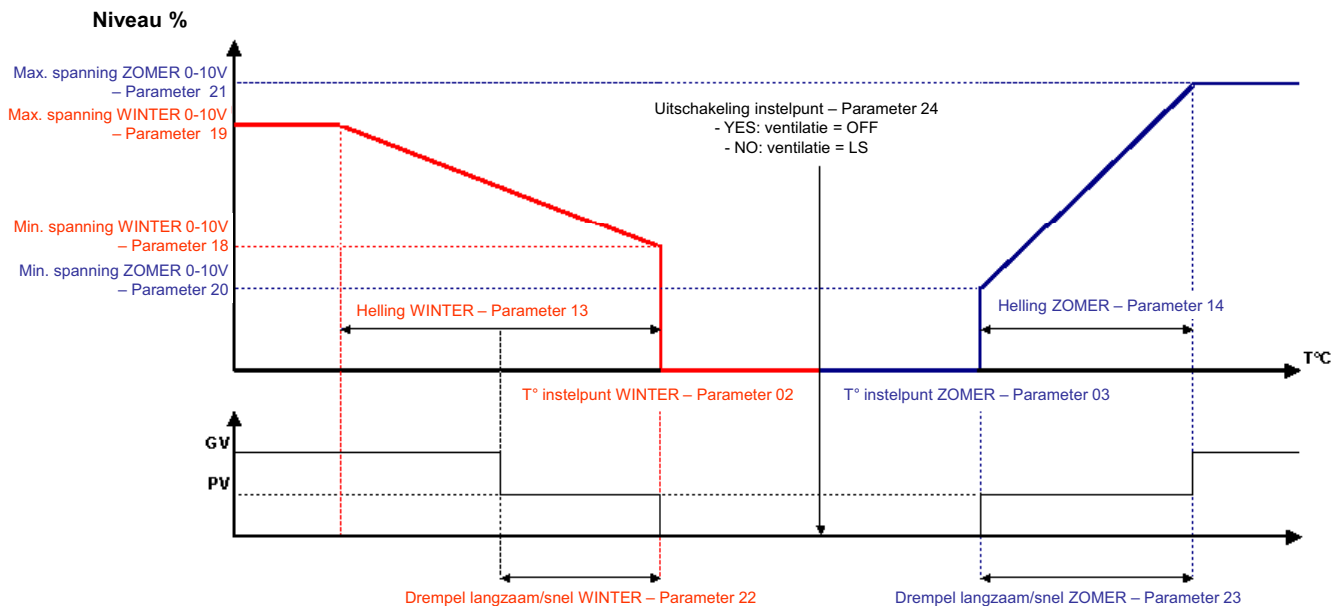 Niveau %
Max. spanning ZOMER 0-10V
– Parameter 21
Max. spanning WINTER 0-10V
– Parameter 19
Uitschakeling instelpunt – Parameter 24
- YES: ventilatie = OFF
- NO: ventilatie = LS
Min. spanning WINTER 0-10V
– Parameter 18
Min. spanning ZOMER 0-10V
– Parameter 20
Helling WINTER – Parameter 13
Helling ZOMER – Parameter 14
T°C
T° instelpunt WINTER – Parameter 02
T° instelpunt ZOMER – Parameter 03
GV
PV
Drempel langzaam/snel WINTER – Parameter 22
Drempel langzaam/snel ZOMER – Parameter 23